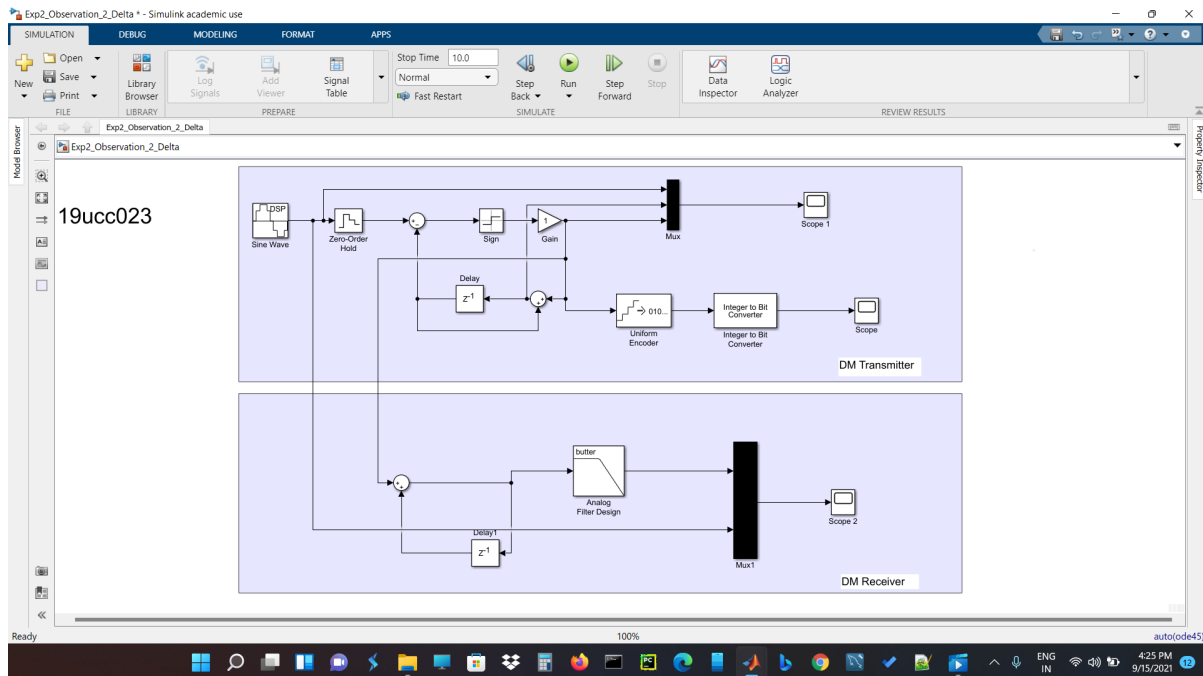 Exp2_Observation_2_Delta * - Simulink academic use
SIMULATION DEBUG MODELING FORMAT APPS
New
Open
Save
Print
FILE
Library
Browser
LIBRARY
Log
Signals
Add
Viewer
Signal
Table
PREPARE
Stop Time 10.0
Normal
Fast Restart
Step
Back
Run
Step
Forward
Stop
SIMULATE
Data
Inspector
Logic
Analyzer
REVIEW RESULTS
Model Browser
Property Inspector
Exp2_Observation_2_Delta
Exp2_Observation_2_Delta
19ucc023
DSP
Sine Wave
Zero-Order
Hold
Sign
1
Gain
Mux
Scope 1
Delay
z-1
010...
Uniform
Encoder
Integer to Bit
Converter
Integer to Bit
Converter
Scope
DM Transmitter
butter
Analog
Filter Design
Delay1
z-1
Mux1
Scope 2
DM Receiver
Ready
100%
auto(ode45)
ENG
IN
4:25 PM
9/15/2021
12